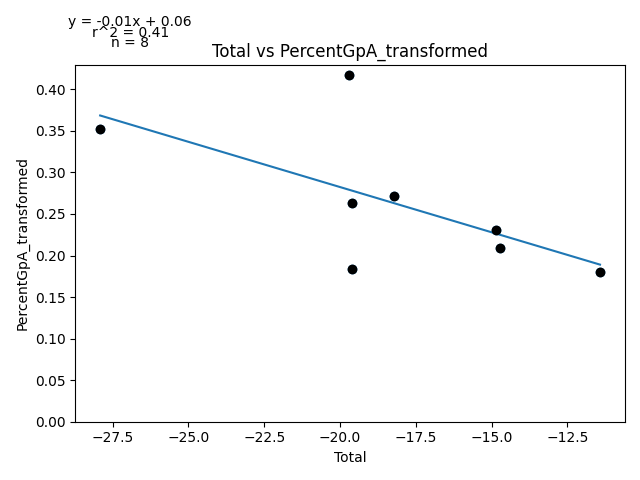 y = -0.01x + 0.06
r^2 = 0.41
n = 8
Total vs PercentGpA_transformed
PercentGpA_transformed
0.40
0.35
0.30
0.25
0.20
0.15
0.10
0.05
0.00
−27.5 −25.0 −22.5 −20.0 −17.5 −15.0 −12.5
Total